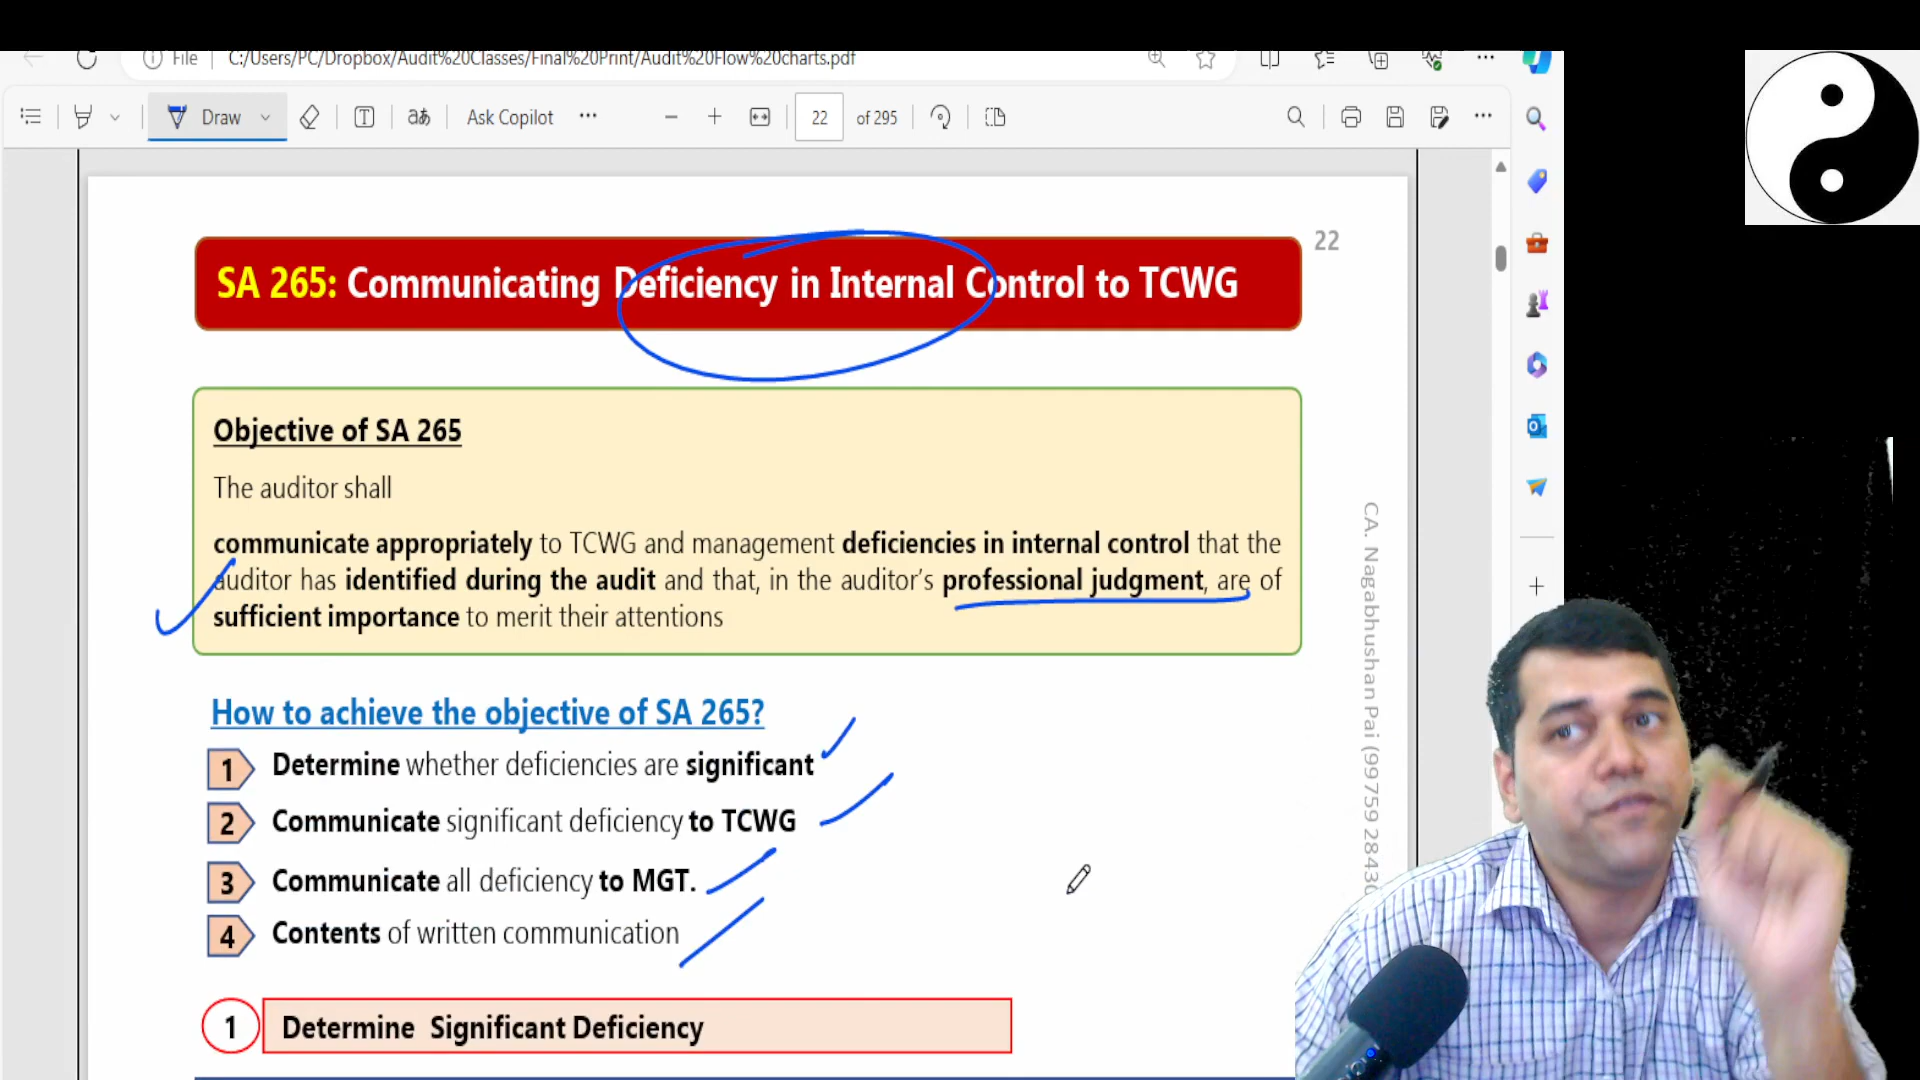 File C:/Users/PC/Dropbox/Audit%20Classes/Final%20Print/Audit%20Flow%20charts.pdf
Draw
aあ
Ask Copilot
22 of 295
22
SA 265: Communicating Deficiency in Internal Control to TCWG
Objective of SA 265
The auditor shall
communicate appropriately to TCWG and management deficiencies in internal control that the
auditor has identified during the audit and that, in the auditor's professional judgment, are of
sufficient importance to merit their attentions
How to achieve the objective of SA 265?
1 Determine whether deficiencies are significant
2 Communicate significant deficiency to TCWG
3 Communicate all deficiency to MGT.
4 Contents of written communication
1 Determine Significant Deficiency
CA. Nagabhushan Pai (99759 28430